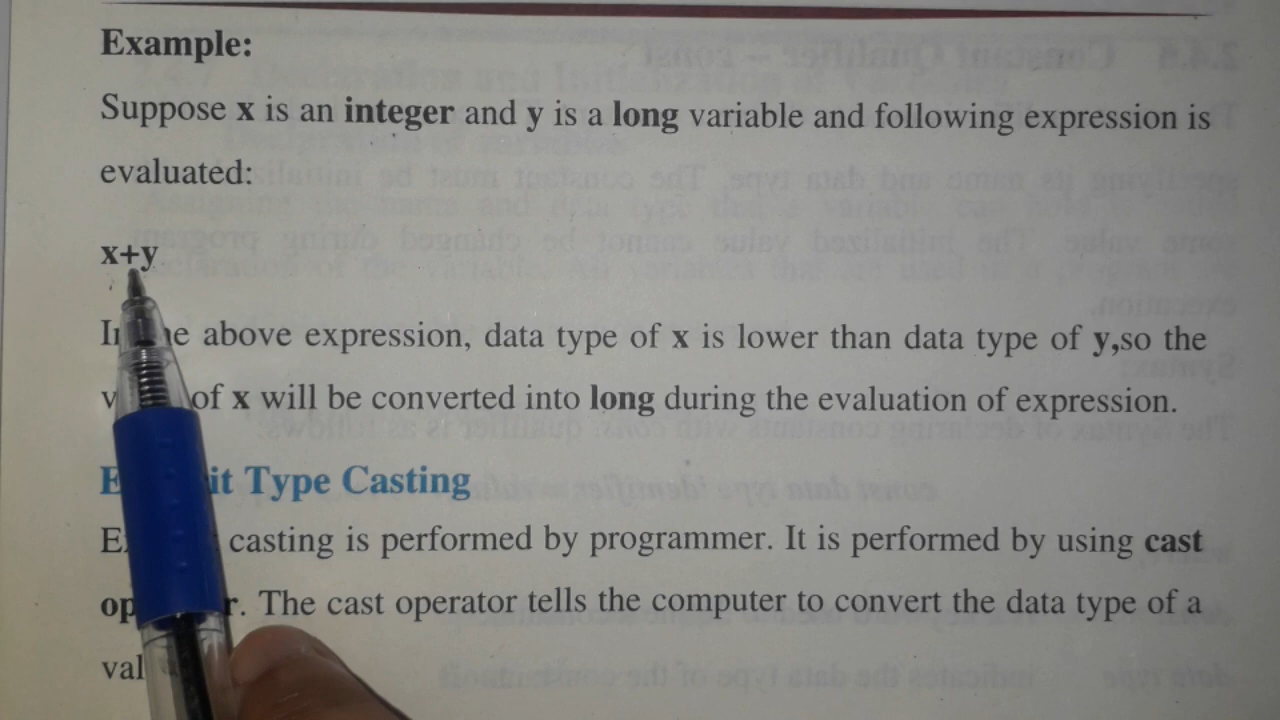 Example:
Suppose x is an integer and y is a long variable and following expression is
evaluated:
x+y
In above expression, data type of x is lower than data type of y,so the
of x will be converted into long during the evaluation of expression.
Type Casting
casting is performed by programmer. It is performed by using cast
The cast operator tells the computer to convert the data type of a